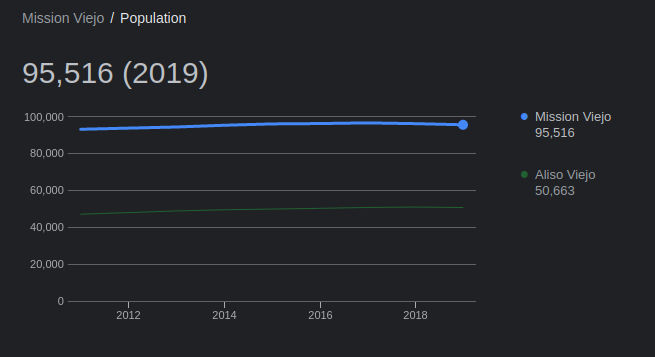 Mission Viejo / Population
95,516 (2019)
100,000
80,000
60,000
40,000
20,000
0
2012 2014 2016 2018
Mission Viejo
95,516
Aliso Viejo
50,663